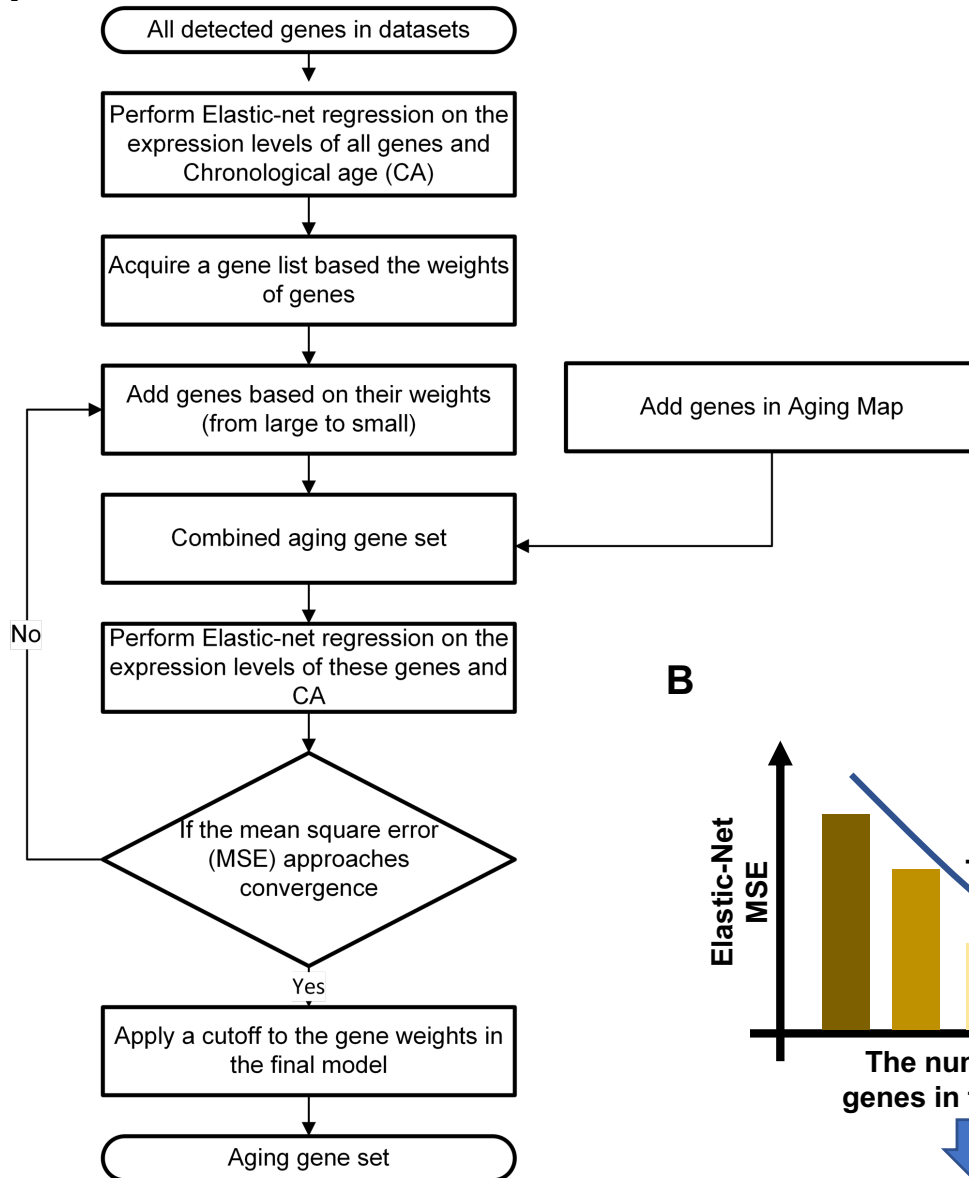 All detected genes in datasets
Perform Elastic-net regression on the
expression levels of all genes and
Chronological age (CA)
Acquire a gene list based the weights
of genes
Add genes based on their weights
(from large to small)
Add genes in Aging Map
Combined aging gene set
No
Perform Elastic-net regression on the
expression levels of these genes and
CA
If the mean square error
(MSE) approaches
convergence
Yes
Apply a cutoff to the gene weights in
the final model
Aging gene set
B
Elastic-Net
MSE
The
genes in